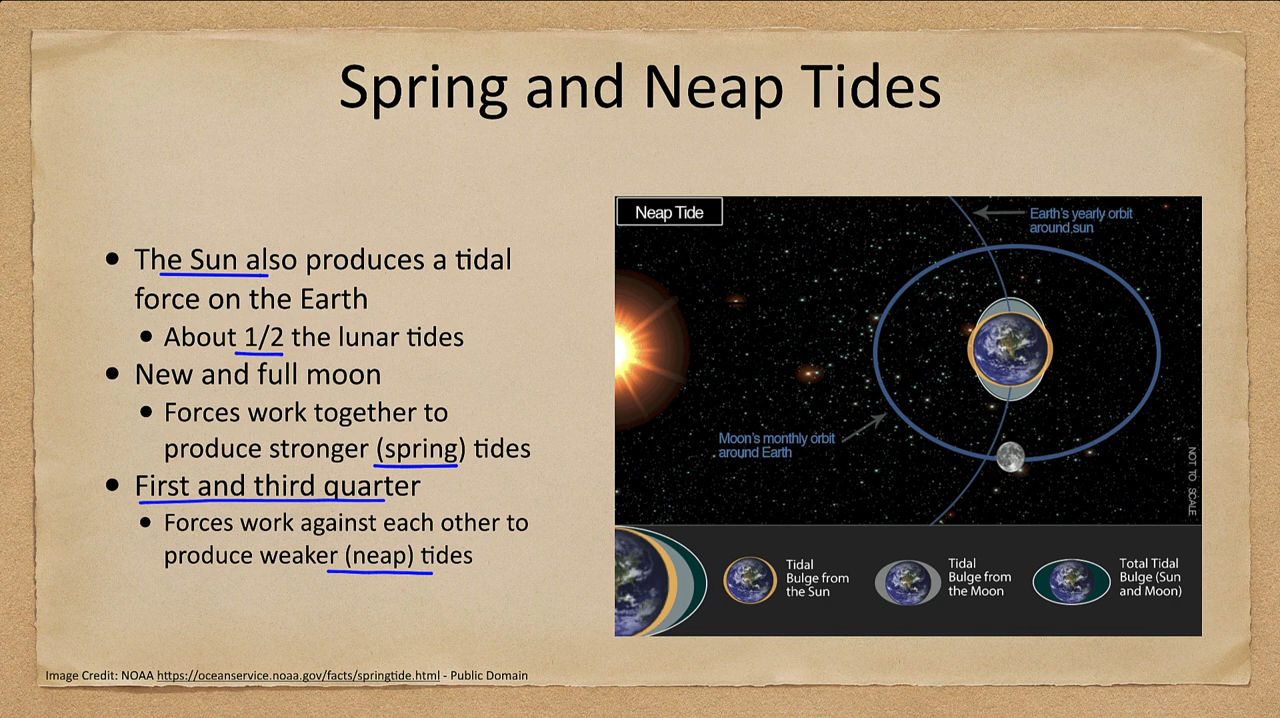 Spring and Neap Tides
• The Sun also produces a tidal
force on the Earth
• About 1/2 the lunar tides
• New and full moon
• Forces work together to
produce stronger (spring) tides
• First and third quarter
• Forces work against each other to
produce weaker (neap) tides
Neap Tide
Earth's yearly orbit
around sun
Moon's monthly orbit
around Earth
NOT TO SCALE
Tidal
Bulge from
the Sun
Tidal
Bulge from
the Moon
Total Tidal
Bulge (Sun
and Moon)
Image Credit: NOAA https://oceanservice.noaa.gov/facts/springtide.html - Public Domain